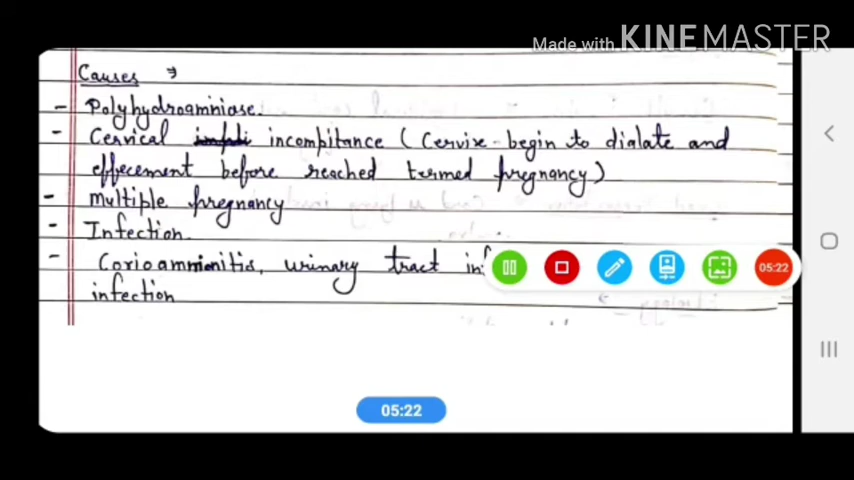 Made with KINEMASTER
Causes →
- Polyhydroamniose.
- Cervical incompitance (Cervix begin to dialate and
effecement before reached termed pregnancy)
- Multiple pregnancy
- Infection.
- Corioamnionitis, urinary tract inf
infection
05:22
05:22